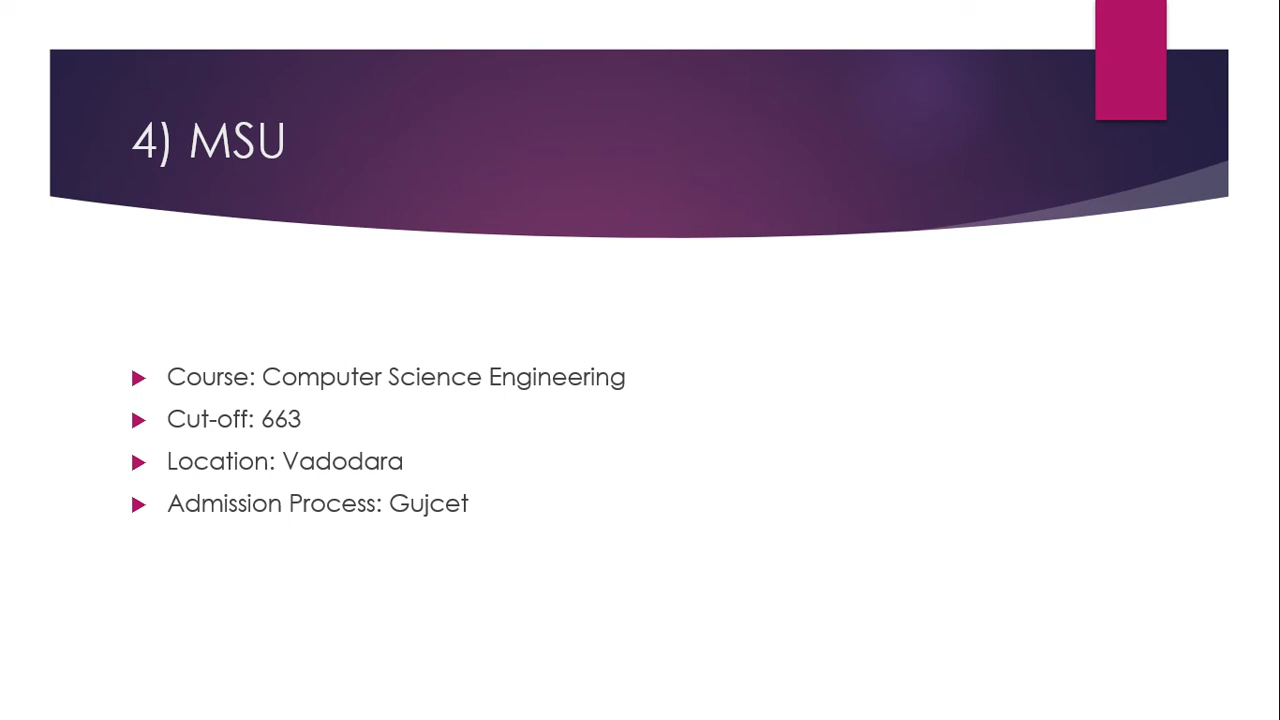 4) MSU
Course: Computer Science Engineering
Cut-off: 663
Location: Vadodara
Admission Process: Gujcet